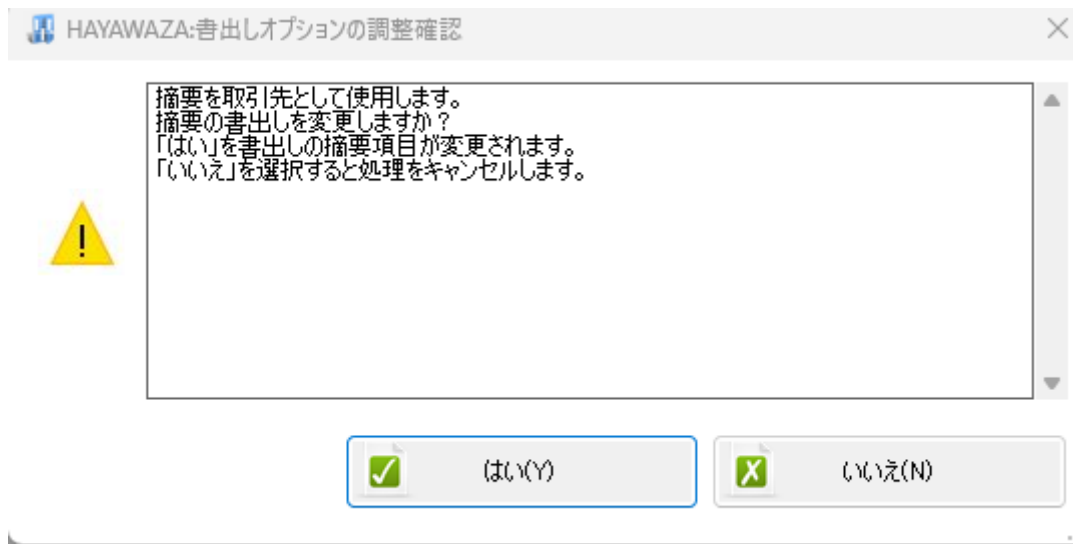 HAYAWAZA:書出しオプションの調整確認
摘要を取引先として使用します。
摘要の書出しを変更しますか？
「はい」を書出しの摘要項目が変更されます。
「いいえ」を選択すると処理をキャンセルします。
はい(Y)
いいえ(N)